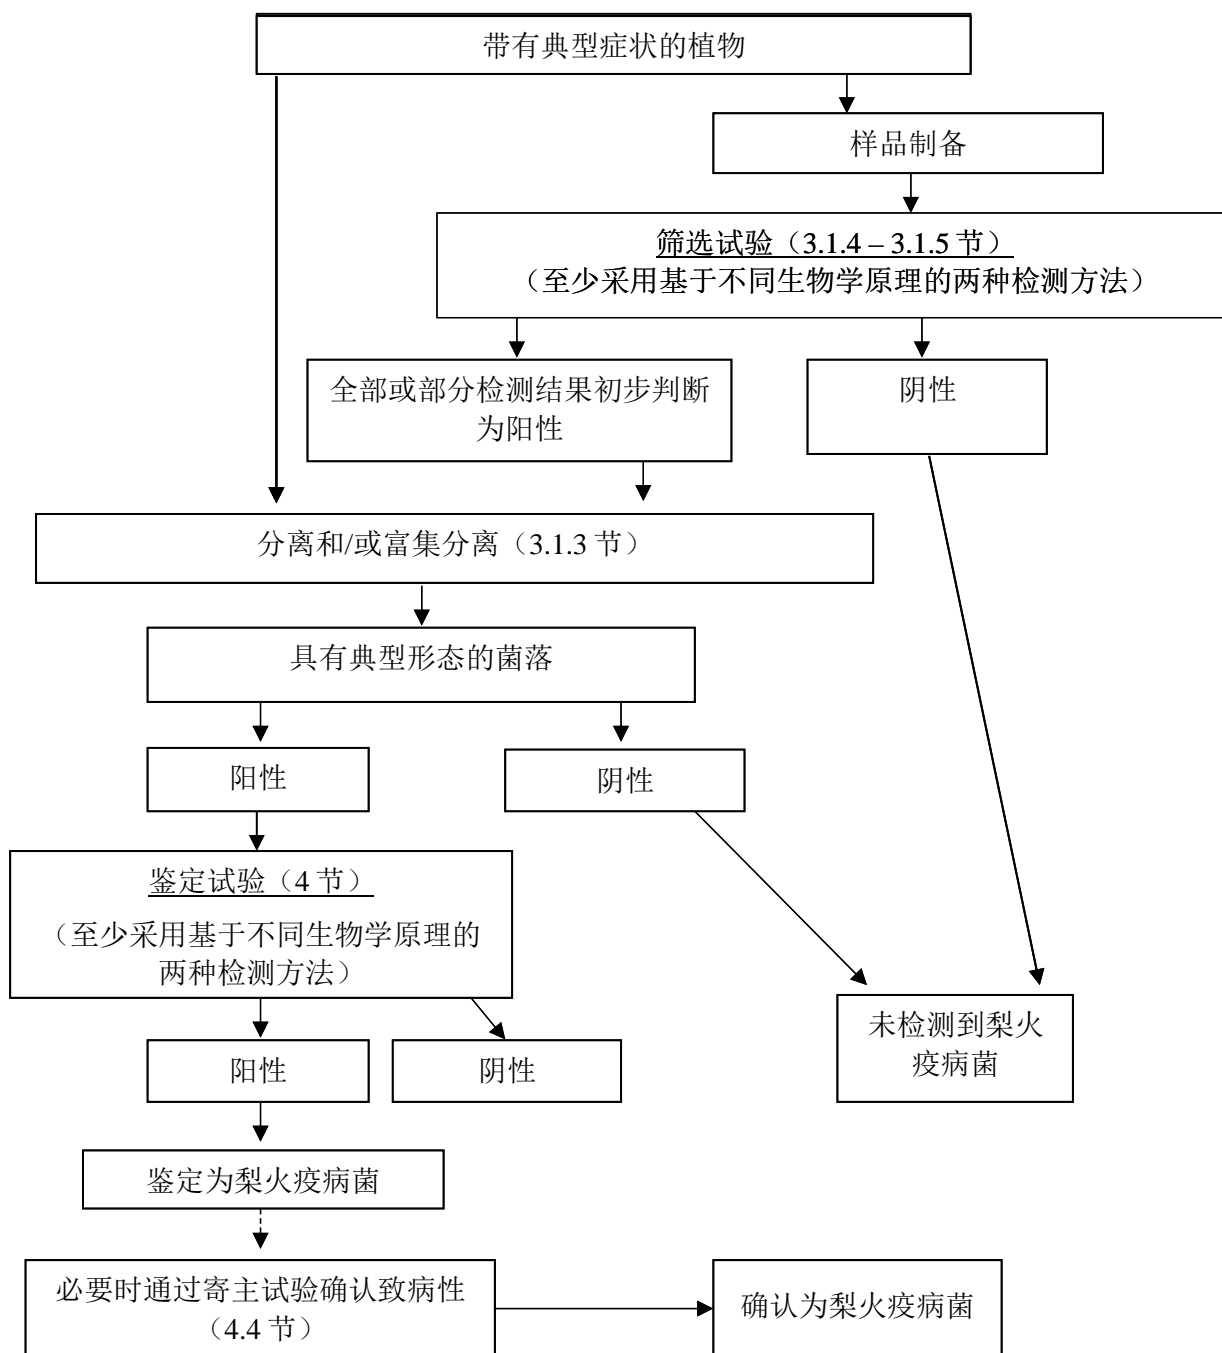 带有典型症状的植物
样品制备
筛选试验（3.1.4 – 3.1.5 节）
（至少采用基于不同生物学原理的两种检测方法）
全部或部分检测结果初步判断
为阳性
阴性
分离和/或富集分离（3.1.3 节）
具有典型形态的菌落
阳性
阴性
鉴定试验（4 节）
（至少采用基于不同生物学原理的
两种检测方法）
未检测到梨火
疫病菌
阳性
阴性
鉴定为梨火疫病菌
必要时通过寄主试验确认致病性
（4.4 节）
确认为梨火疫病菌